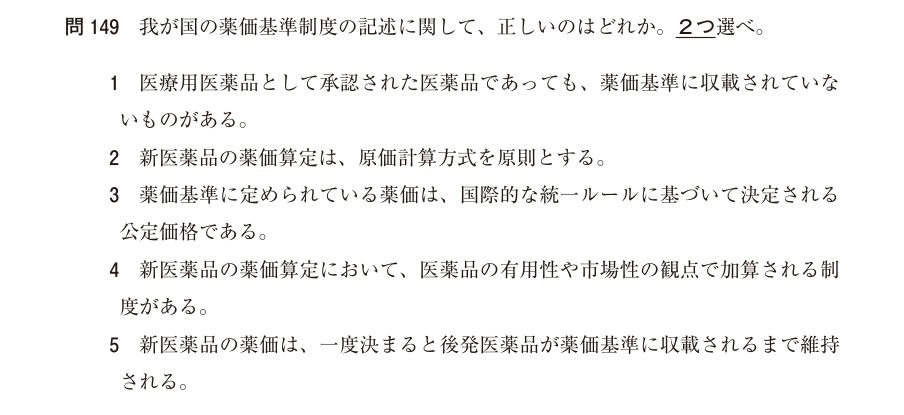 問 149 我が国の薬価基準制度の記述に関して、正しいのはどれか。2つ選べ。
1 医療用医薬品として承認された医薬品であっても、薬価基準に収載されていな
いものがある。
2 新医薬品の薬価算定は、原価計算方式を原則とする。
3 薬価基準に定められている薬価は、国際的な統一ルールに基づいて決定される
公定価格である。
4 新医薬品の薬価算定において、医薬品の有用性や市場性の観点で加算される制
度がある。
5 新医薬品の薬価は、一度決まると後発医薬品が薬価基準に収載されるまで維持
される。